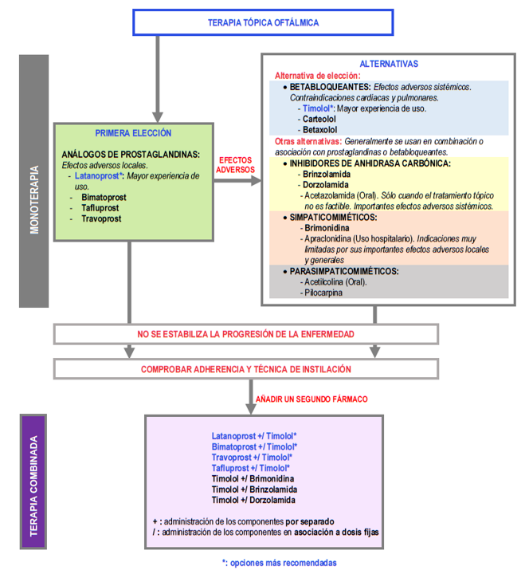 TERAPIA TÓPICA OFTÁLMICA
MONOTERAPIA
PRIMERA ELECCIÓN
ANÁLOGOS DE PROSTAGLANDINAS:
Efectos adversos locales.
- Latanoprost*: Mayor experiencia de
uso.
- Bimatoprost
- Tafluprost
- Travoprost
EFECTOS
ADVERSOS
ALTERNATIVAS
Alternativa de elección:
• BETABLOQUEANTES: Efectos adversos sistémicos.
Contraindicaciones cardiacas y pulmonares.
- Timolol*: Mayor experiencia de uso.
- Carteolol
- Betaxolol
Otras alternativas: Generalmente se usan en combinación o
asociación con prostaglandinas o betabloqueantes.
• INHIBIDORES DE ANHIDRASA CARBÓNICA:
- Brinzolamida
- Dorzolamida
- Acetazolamida (Oral). Sólo cuando el tratamiento tópico
no es factible. Importantes efectos adversos sistémicos.
• SIMPATICOMIMÉTICOS:
- Brimonidina
- Apraclonidina (Uso hospitalario). Indicaciones muy
limitadas por sus importantes efectos adversos locales
y generales
• PARASIMPATICOMIMÉTICOS:
- Acetilcolina (Oral).
- Pilocarpina
NO SE ESTABILIZA LA PROGRESIÓN DE LA ENFERMEDAD
COMPROBAR ADHERENCIA Y TÉCNICA DE INSTILACIÓN
AÑADIR UN SEGUNDO FÁRMACO
TERAPIA COMBINADA
Latanoprost +/ Timolol*
Bimatoprost +/ Timolol*
Travoprost +/ Timolol*
Tafluprost +/ Timolol*
Timolol +/ Brimonidina
Timolol +/ Brinzolamida
Timolol +/ Dorzolamida
+ : administración de los componentes por separado
/ : administración de los componentes en asociación a dosis fijas
*: opciones más recomendadas